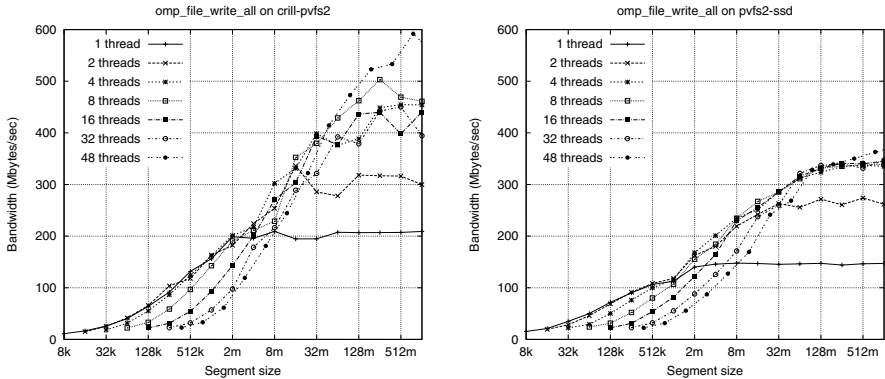 omp_file_write_all on crill-pvfs2
600
500
400
300
200
100
0
Bandwidth (Mbytes/sec)
1 thread
2 threads
4 threads
8 threads
16 threads
32 threads
48 threads
8k 32k 128k 512k 2m 8m 32m 128m 512m
Segment size
omp_file_write_all on pvfs2-ssd
600
500
400
300
200
100
0
Bandwidth (Mbytes/sec)
1 thread
2 threads
4 threads
8 threads
16 threads
32 threads
48 threads
8k 32k 128k 512k 2m 8m 32m 128m 512m
Segment size